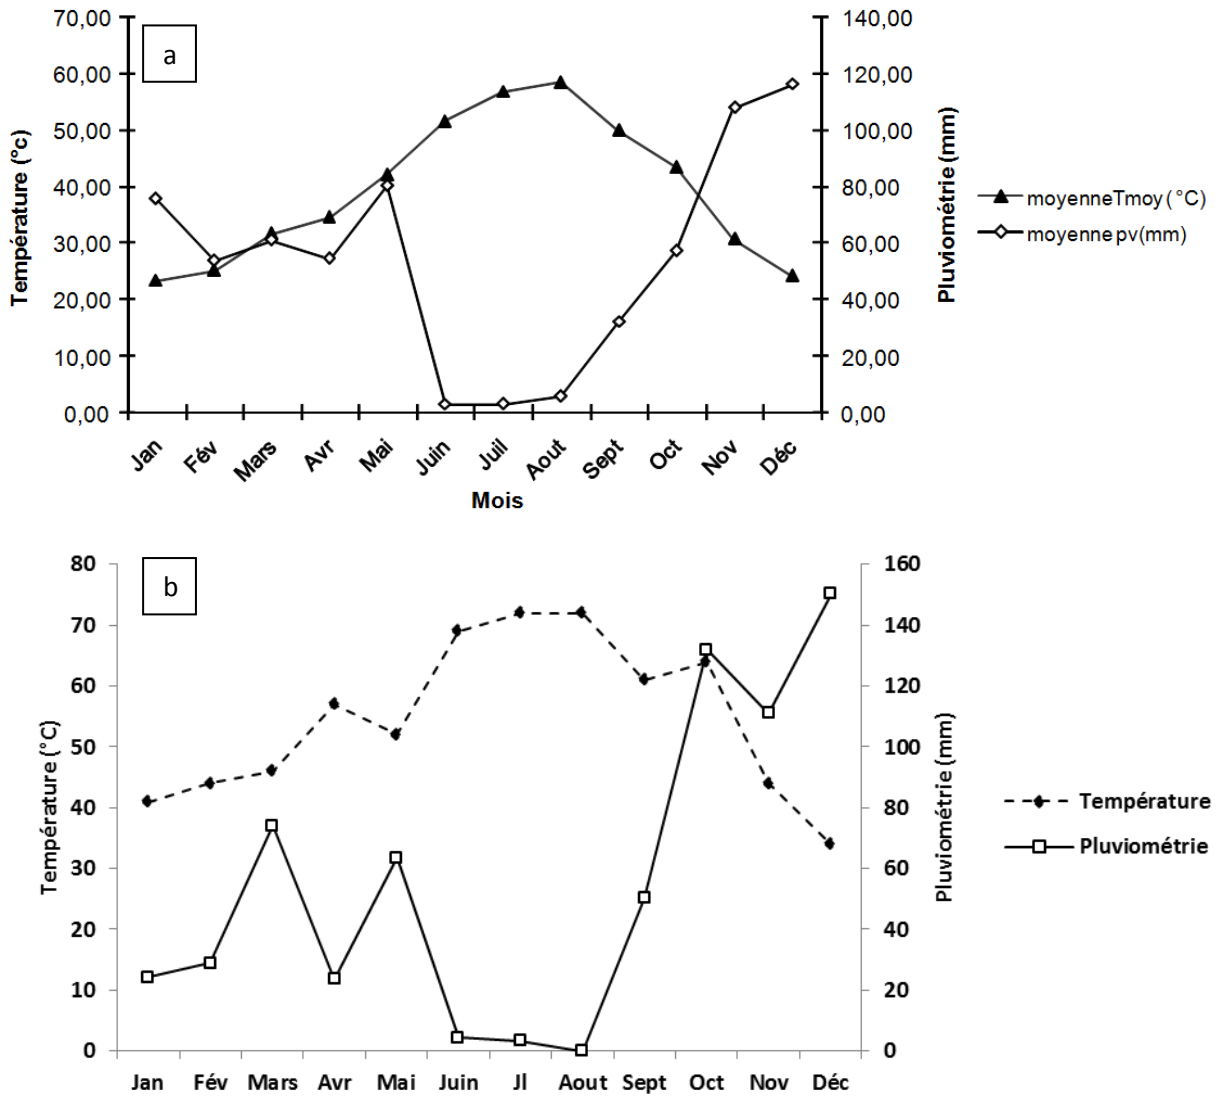 a
70,00
60,00
50,00
40,00
30,00
20,00
10,00
0,00
Température (°c)
140,00
120,00
100,00
80,00
60,00
40,00
20,00
0,00
Pluviométrie (mm)
Jan Fév Mars Avr Mai Juin Juil Aout Sept Oct Nov Déc
Mois
moyenneTmoy (°C)
moyenne pv(mm)
b
80
70
60
50
40
30
20
10
0
Température (°C)
160
140
120
100
80
60
40
20
0
Pluviométrie (mm)
Jan Fév Mars Avr Mai Juin Jl Aout Sept Oct Nov Déc
Température
Pluviométrie